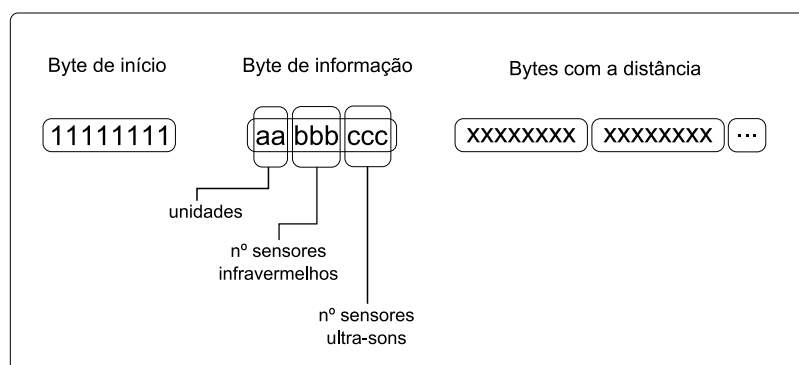 Byte de início
Byte de informação
Bytes com a distância
11111111
aa bbb ccc
xxxxxxxx xxxxxxxx ...
unidades
nº sensores
infravermelhos
nº sensores
ultra-sons